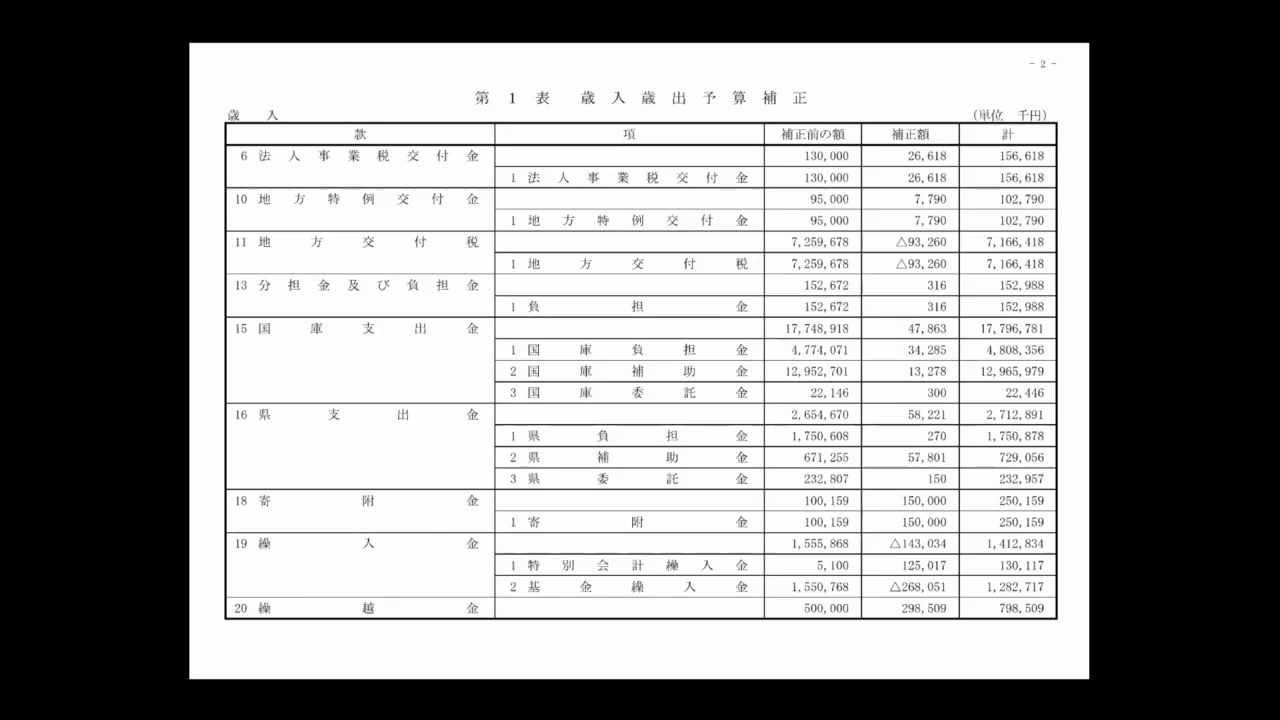 - 2 -
第 1 表 歳 入 歳 出 予 算 補 正
歳 入 (単位 千円)
款 項 補正前の額 補正額 計
6 法 人 事 業 税 交 付 金 130,000 26,618 156,618
1 法 人 事 業 税 交 付 金 130,000 26,618 156,618
10 地 方 特 例 交 付 金 95,000 7,790 102,790
1 地 方 特 例 交 付 金 95,000 7,790 102,790
11 地 方 交 付 税 7,259,678 △93,260 7,166,418
1 地 方 交 付 税 7,259,678 △93,260 7,166,418
13 分 担 金 及 び 負 担 金 152,672 316 152,988
1 負 担 金 152,672 316 152,988
15 国 庫 支 出 金 17,748,918 47,863 17,796,781
1 国 庫 負 担 金 4,774,071 34,285 4,808,356
2 国 庫 補 助 金 12,952,701 13,278 12,965,979
3 国 庫 委 託 金 22,146 300 22,446
16 県 支 出 金 2,654,670 58,221 2,712,891
1 県 負 担 金 1,750,608 270 1,750,878
2 県 補 助 金 671,255 57,801 729,056
3 県 委 託 金 232,807 150 232,957
18 寄 附 金 100,159 150,000 250,159
1 寄 附 金 100,159 150,000 250,159
19 繰 入 金 1,555,868 △143,034 1,412,834
1 特 別 会 計 繰 入 金 5,100 125,017 130,117
2 基 金 繰 入 金 1,550,768 △268,051 1,282,717
20 繰 越 金 500,000 298,509 798,509